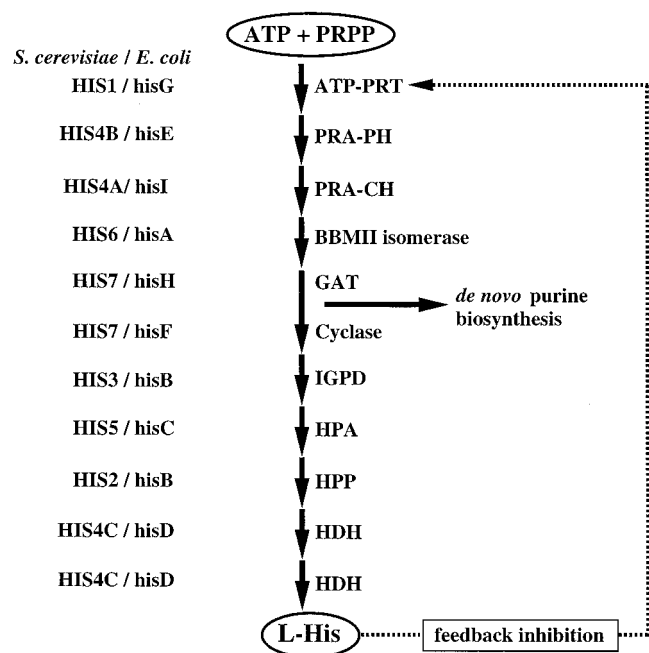 ATP + PRPP
S. cerevisiae / E. coli
HIS1 / hisG
ATP-PRT
HIS4B / hisE
PRA-PH
HIS4A / hisI
PRA-CH
HIS6 / hisA
BBMII isomerase
HIS7 / hisH
GAT
de novo purine
biosynthesis
HIS7 / hisF
Cyclase
HIS3 / hisB
IGPD
HIS5 / hisC
HPA
HIS2 / hisB
HPP
HIS4C / hisD
HDH
HIS4C / hisD
HDH
L-His
feedback inhibition